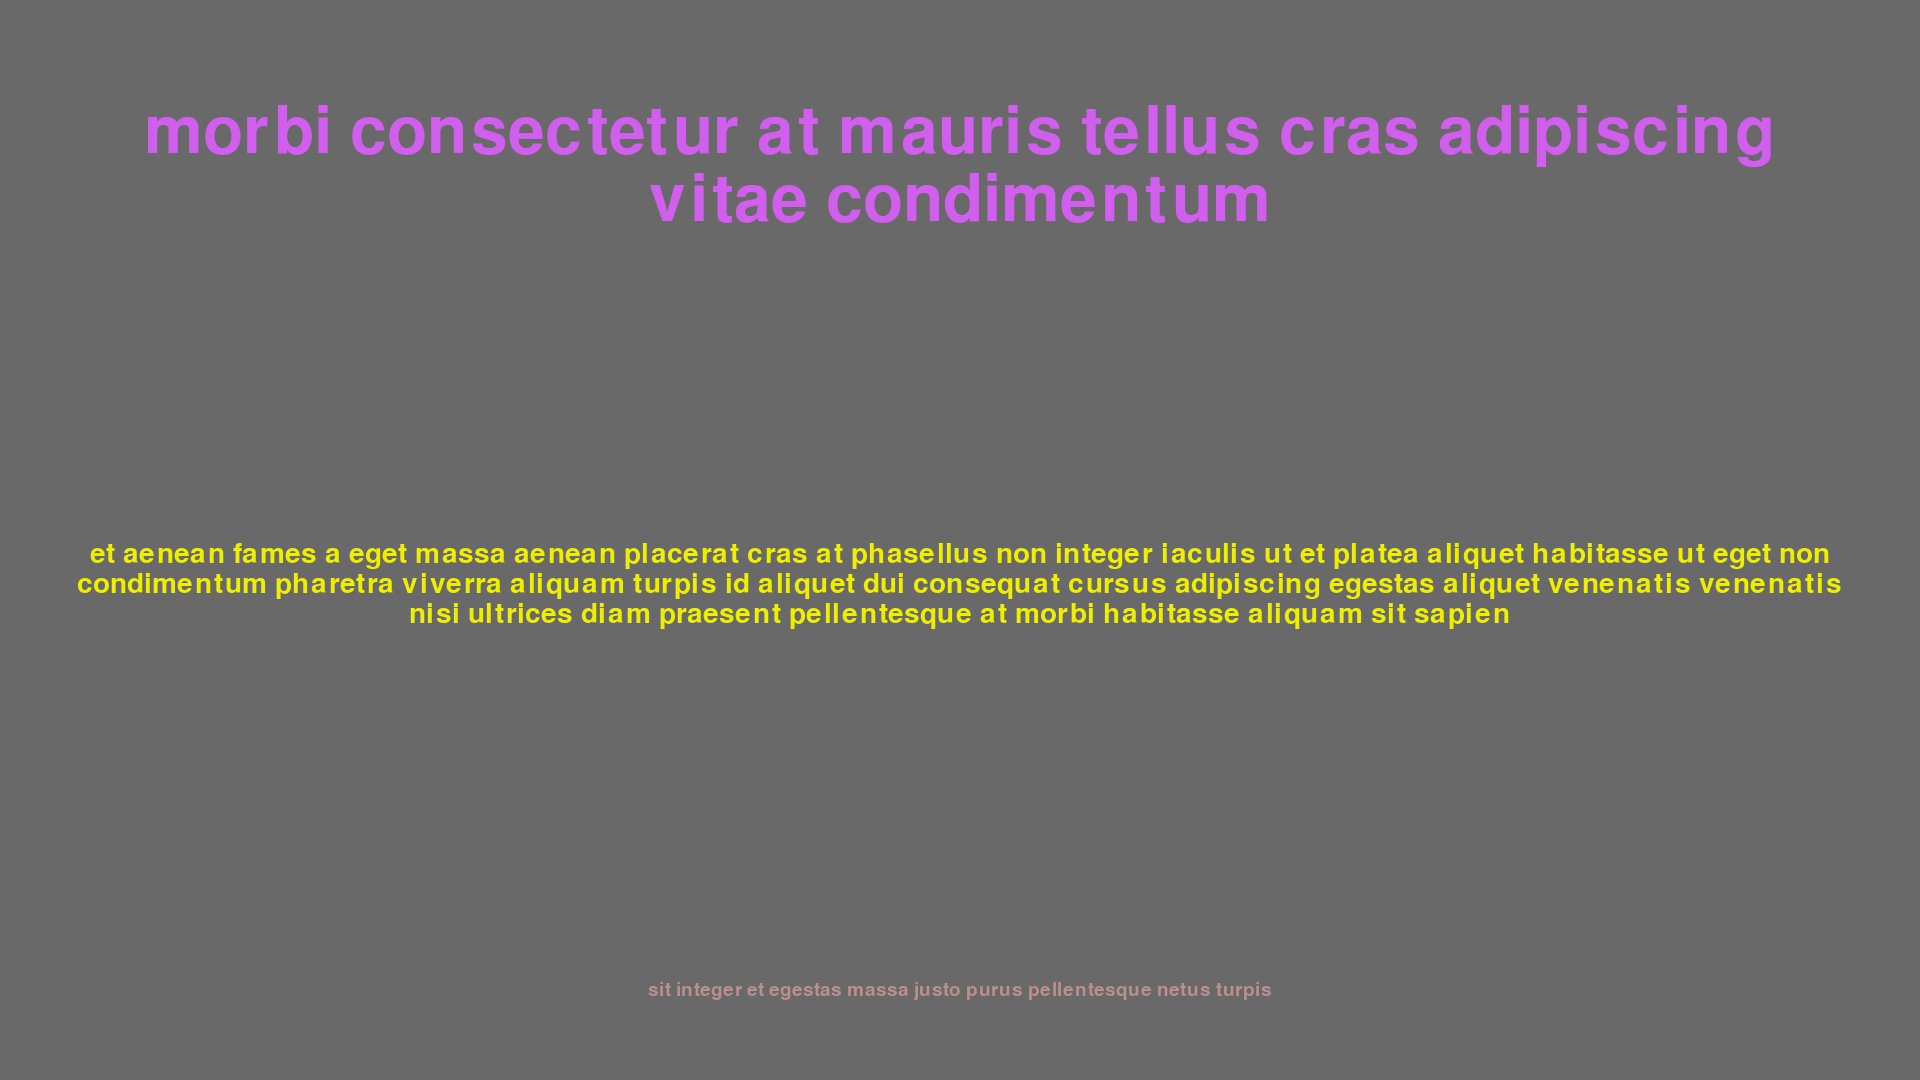 morbi consectetur at mauris tellus cras adipiscing
vitae condimentum
et aenean fames a eget massa aenean placerat cras at phasellus non integer iaculis ut et platea aliquet habitasse ut eget non
condimentum pharetra viverra aliquam turpis id aliquet dui consequat cursus adipiscing egestas aliquet venenatis venenatis
nisi ultrices diam praesent pellentesque at morbi habitasse aliquam sit sapien
sit integer et egestas massa justo purus pellentesque netus turpis